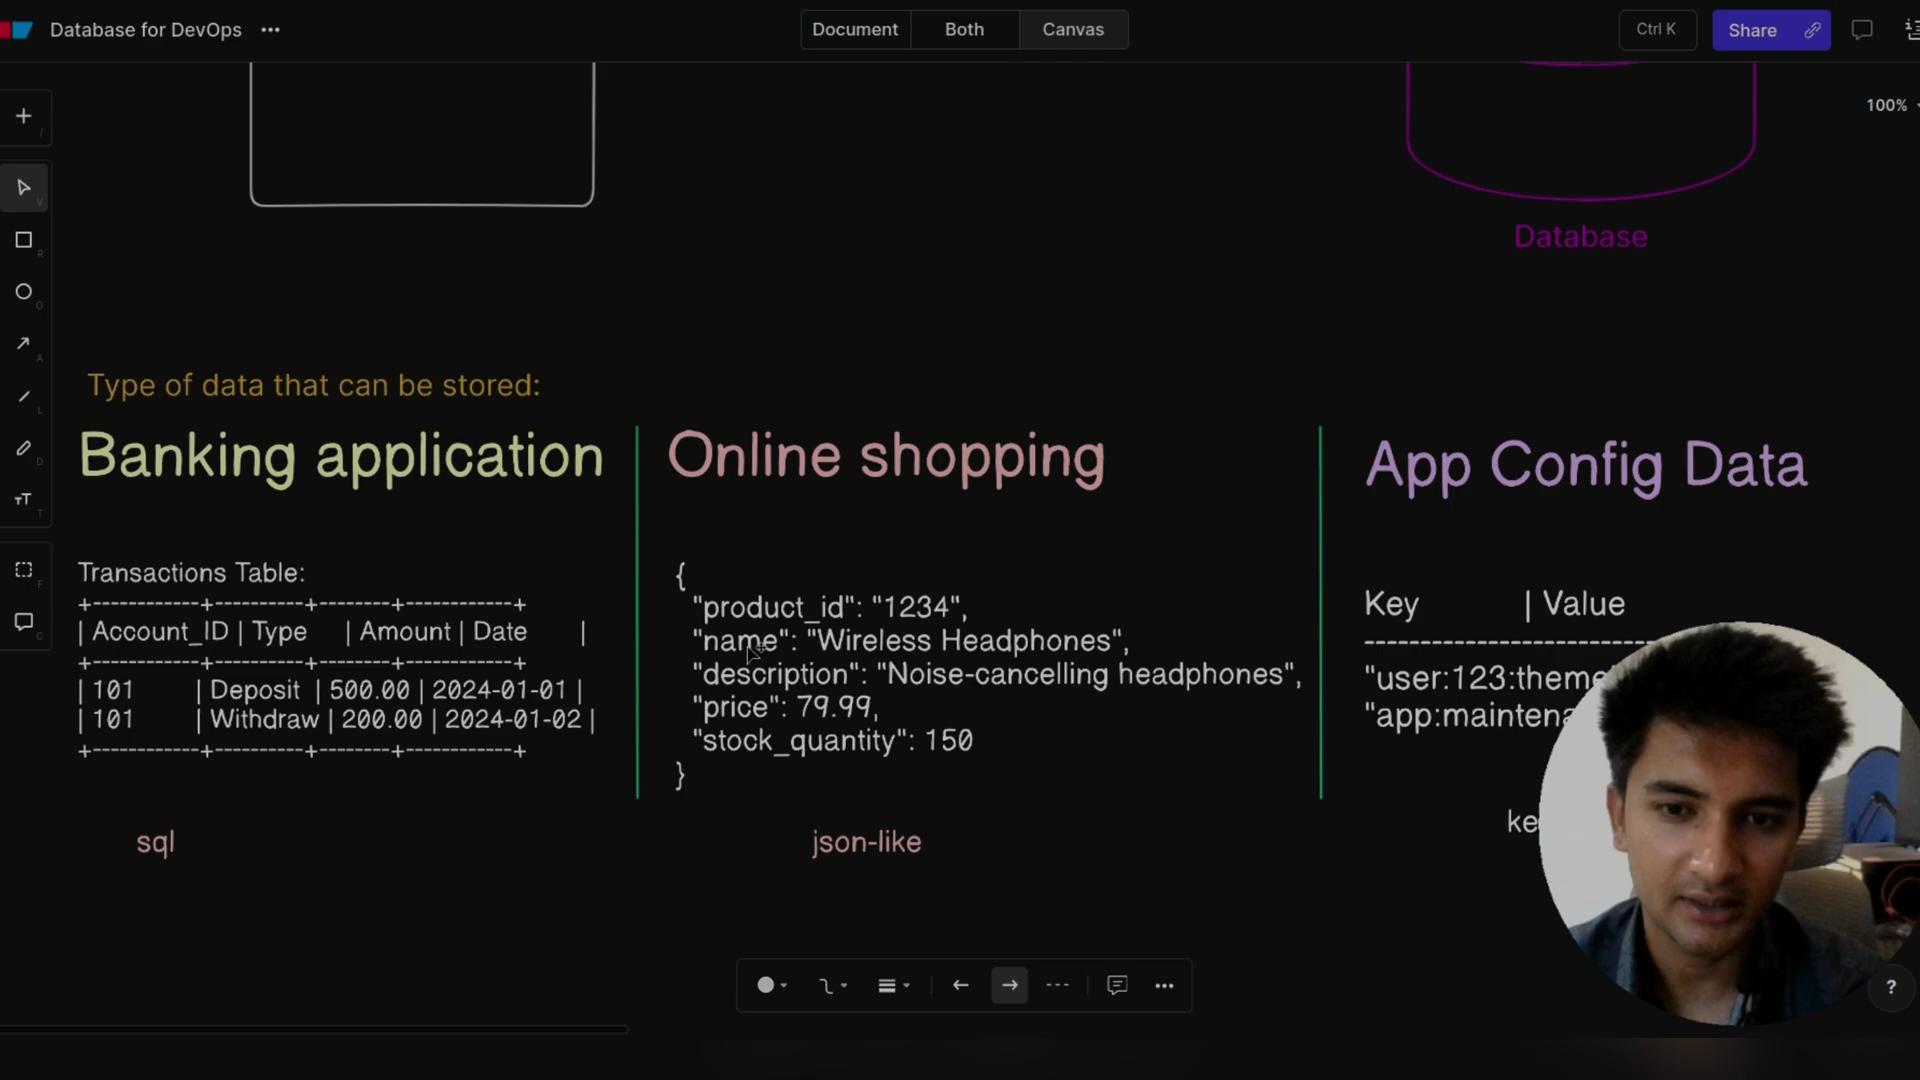 Database for DevOps
Document
Both
Canvas
Ctrl K
Share
100%
Database
Type of data that can be stored:
Banking application
Online shopping
App Config Data
Transactions Table:
+------------+----------+--------+------------+
| Account_ID | Type | Amount | Date |
+------------+----------+--------+------------+
| 101 | Deposit | 500.00 | 2024-01-01 |
| 101 | Withdraw | 200.00 | 2024-01-02 |
+------------+----------+--------+------------+
sql
{
"product_id": "1234",
"name": "Wireless Headphones",
"description": "Noise-cancelling headphones",
"price": 79.99,
"stock_quantity": 150
}
json-like
Key | Value
--------------------------------
"user:123:theme
"app:maintena
ke
?